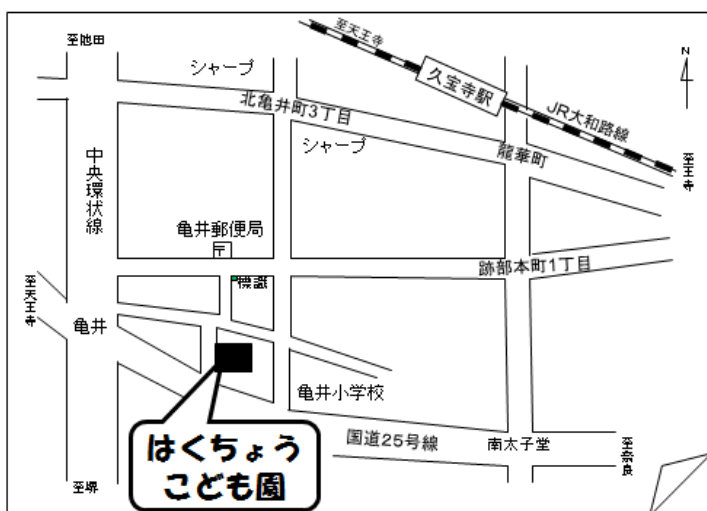 至池田
シャープ
至天王寺
久宝寺駅
JR大和路線
N
北亀井町3丁目
シャープ
龍華町
至王寺
中央環状線
亀井郵便局
〒
跡部本町1丁目
標識
至天王寺
亀井
亀井小学校
はくちょう
こども園
国道25号線
南太子堂
至奈良
至堺